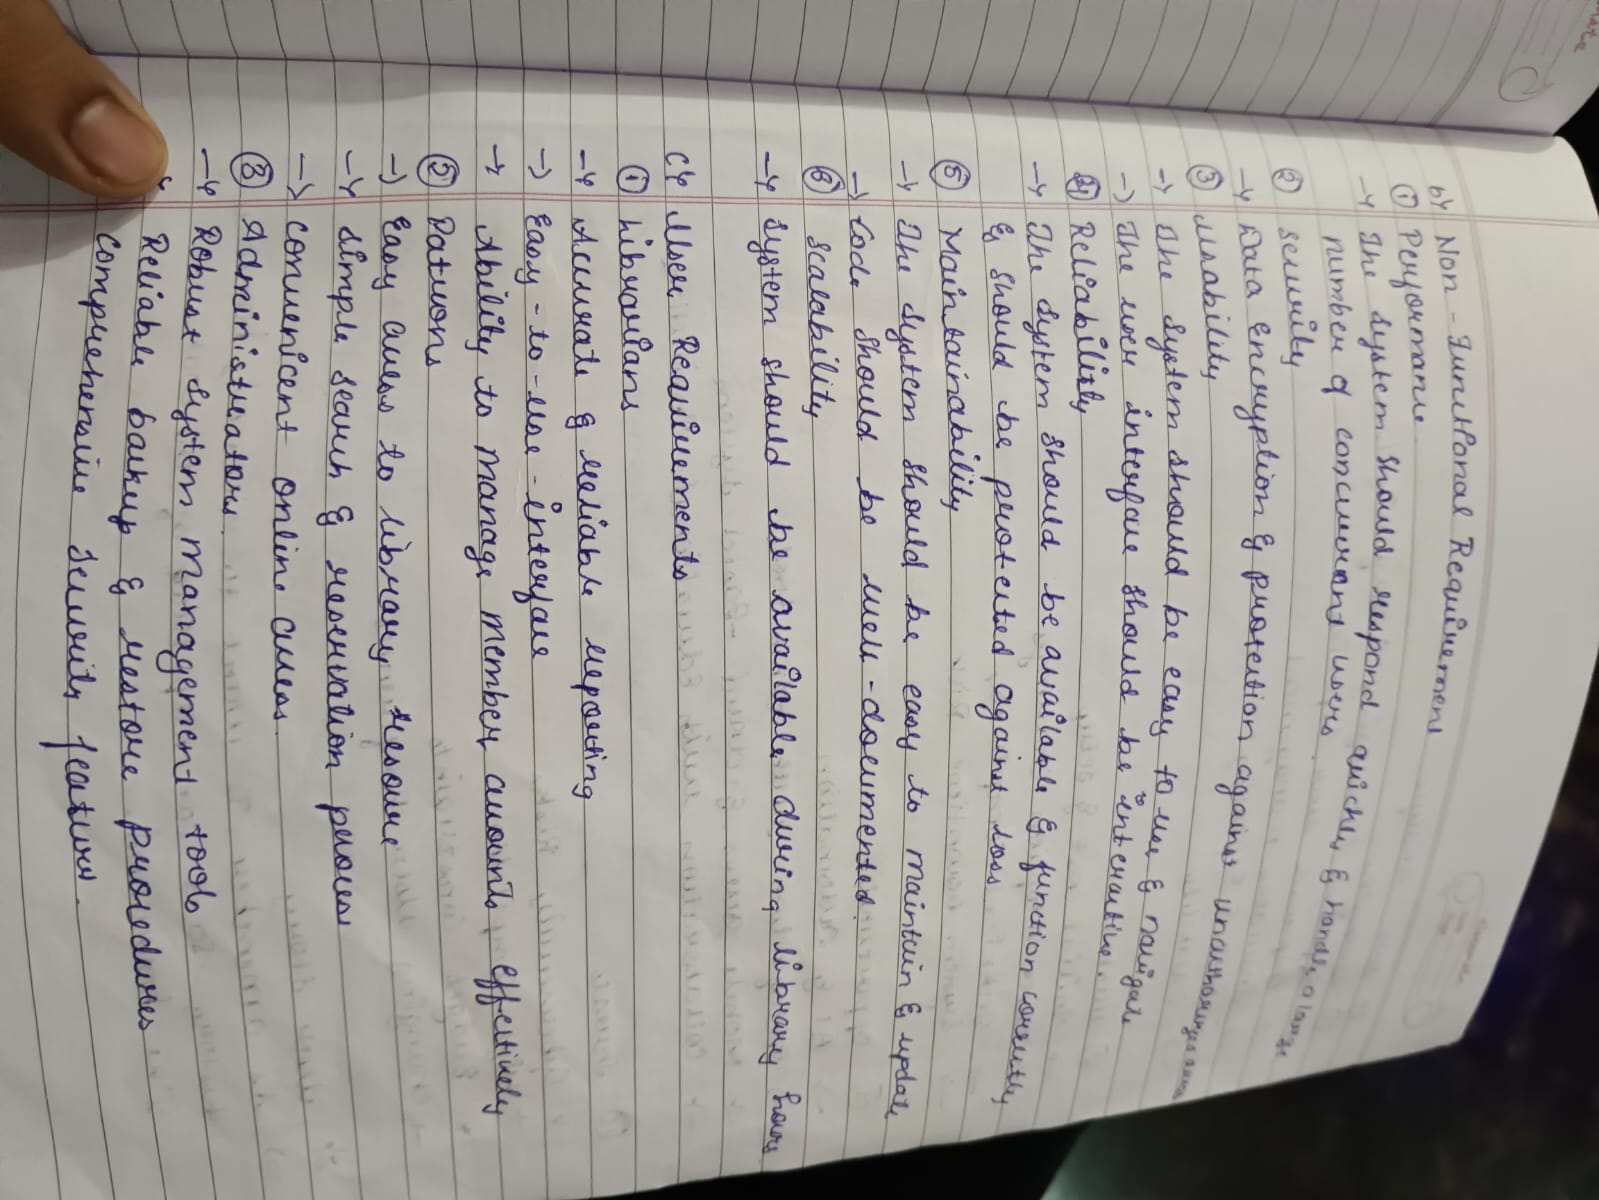 b) Non-Functional Requirement
① Performance
→ The system should respond quickly & handle a large
number of concurrent users
② security
→ Data Encryption & protection against unauthorized
③ usability
→ The system should be easy to use & navigate
→ The user interface should be interactive.
④ Reliability
→ The system should be available & function correctly
& should be protected against loss
⑤ Maintainability
→ The system should be easy to maintain & update
→ Code should be well-documented.
⑥ scalability
→ System should be available during library hours
C) User Requirements
① Librarians
→ Accurate & reliable reporting
→ Easy-to-use-interface
→ Ability to manage member accounts effectively
② Patrons
→ Easy access to library resource
→ Simple search & reservation process
→ convenicent online access.
③ Administrators.
→ Robust system management tools
Reliable backup & restore procedures
comprehensive security features.